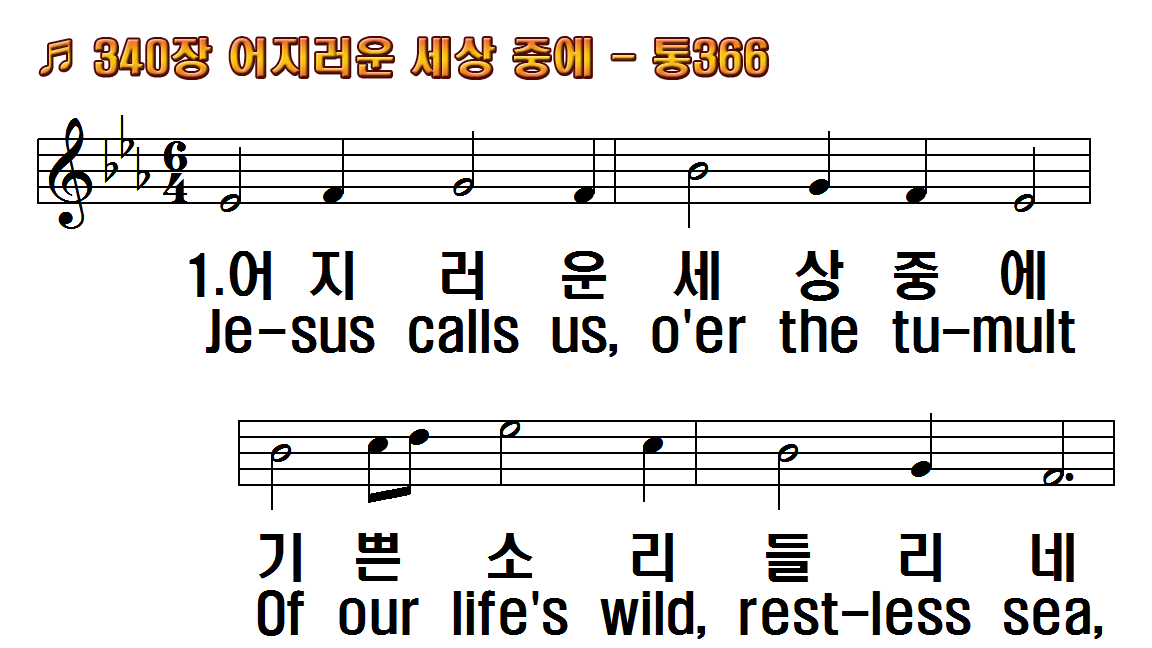 ♬ 340장 어지러운 세상 중에 - 통366
6
4
1.어 지 러 운 세 상 중 에
Je-sus calls us, o'er the tu-mult
기 쁜 소 리 들 리 네
Of our life's wild, rest-less sea,